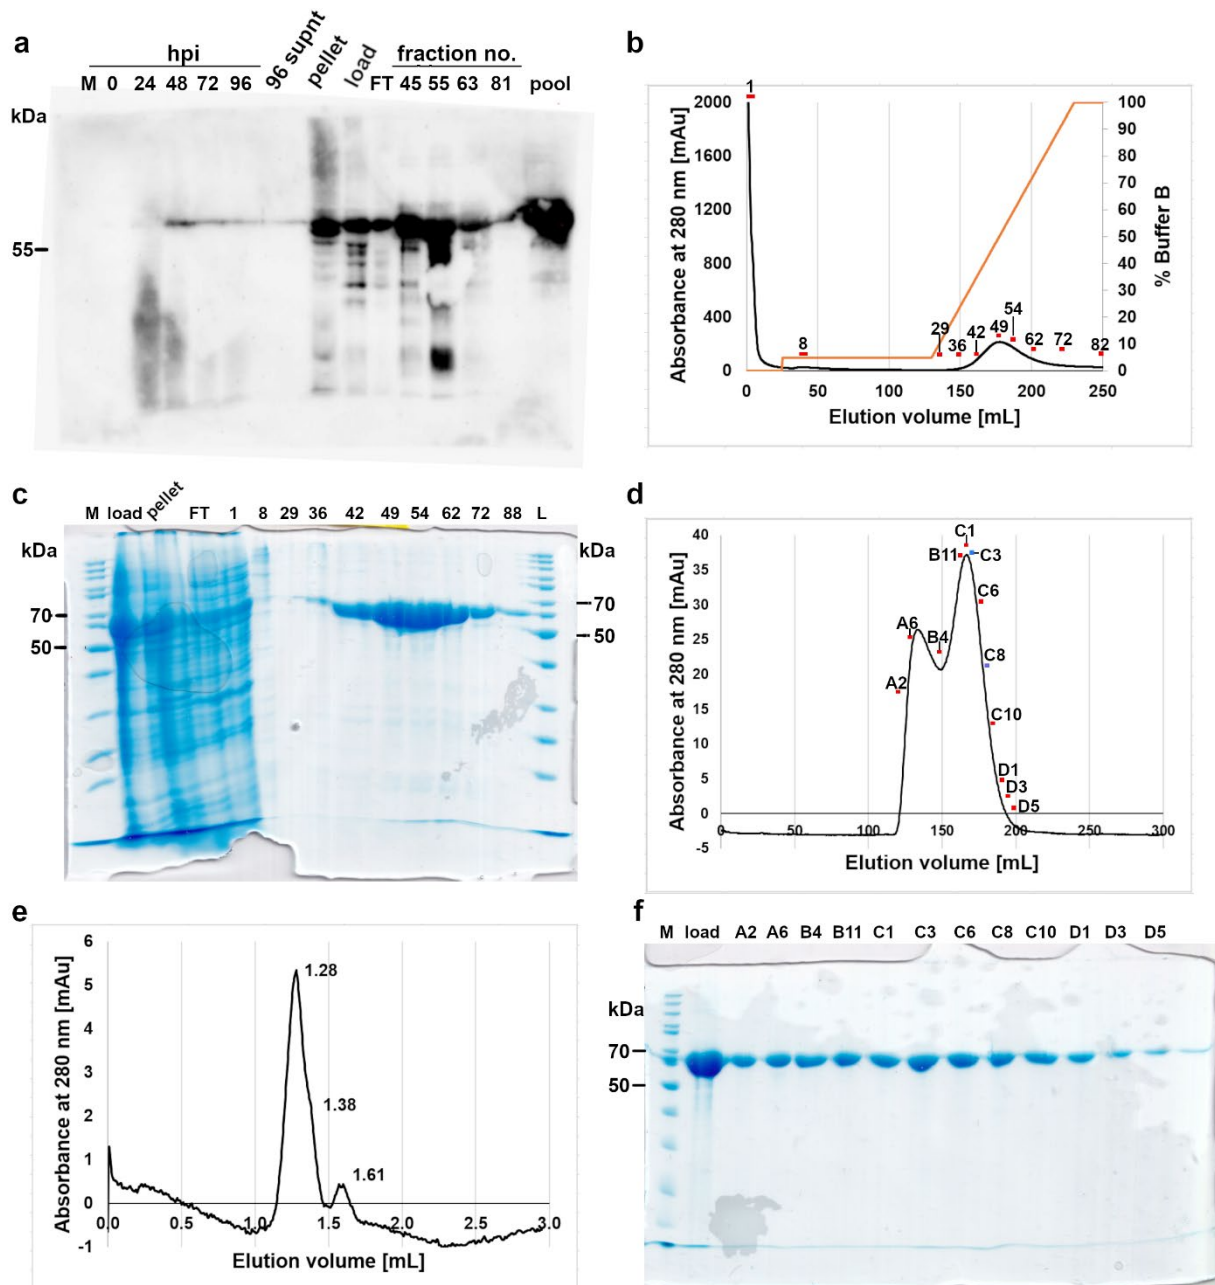 a
hpi
96 supnt
pellet
load
fraction no.
M 0 24 48 72 96 FT 45 55 63 81 pool
kDa
55
b
1
2000
1600
1200
800
400
0
Absorbance at 280 nm [mAu]
100
90
80
70
60
50
40
30
20
10
0
% Buffer B
8 29 36 42 49 54 62 72 82
0 50 100 150 200 250
Elution volume [mL]
c
M load pellet FT 1 8 29 36 42 49 54 62 72 88 L
kDa
70
50
kDa
70
50
d
40
35
30
25
20
15
10
5
0
-5
Absorbance at 280 nm [mAu]
A2
A6
B4
B11
C1
C3
C6
C8
C10
D1
D3
D5
0 50 100 150 200 250 300
Elution volume [mL]
e
6
5
4
3
2
1
0
-1
Absorbance at 280 nm [mAu]
1.28
1.38
1.61
0.0 0.5 1.0 1.5 2.0 2.5 3.0
Elution volume [mL]
f
M load A2 A6 B4 B11 C1 C3 C6 C8 C10 D1 D3 D5
kDa
70
50